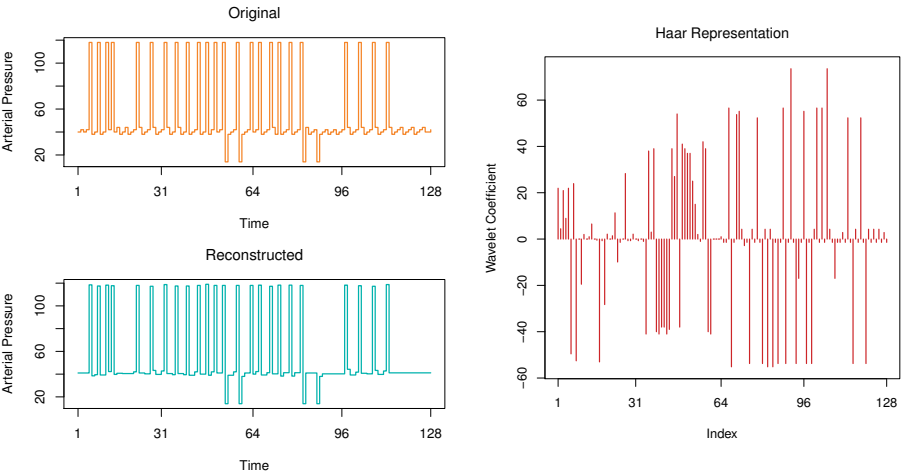 Original
Arterial Pressure
100
60
20
1 31 64 96 128
Time
Reconstructed
Arterial Pressure
100
60
20
1 31 64 96 128
Time
Haar Representation
Wavelet Coefficient
60
40
20
0
−20
−40
−60
1 31 64 96 128
Index